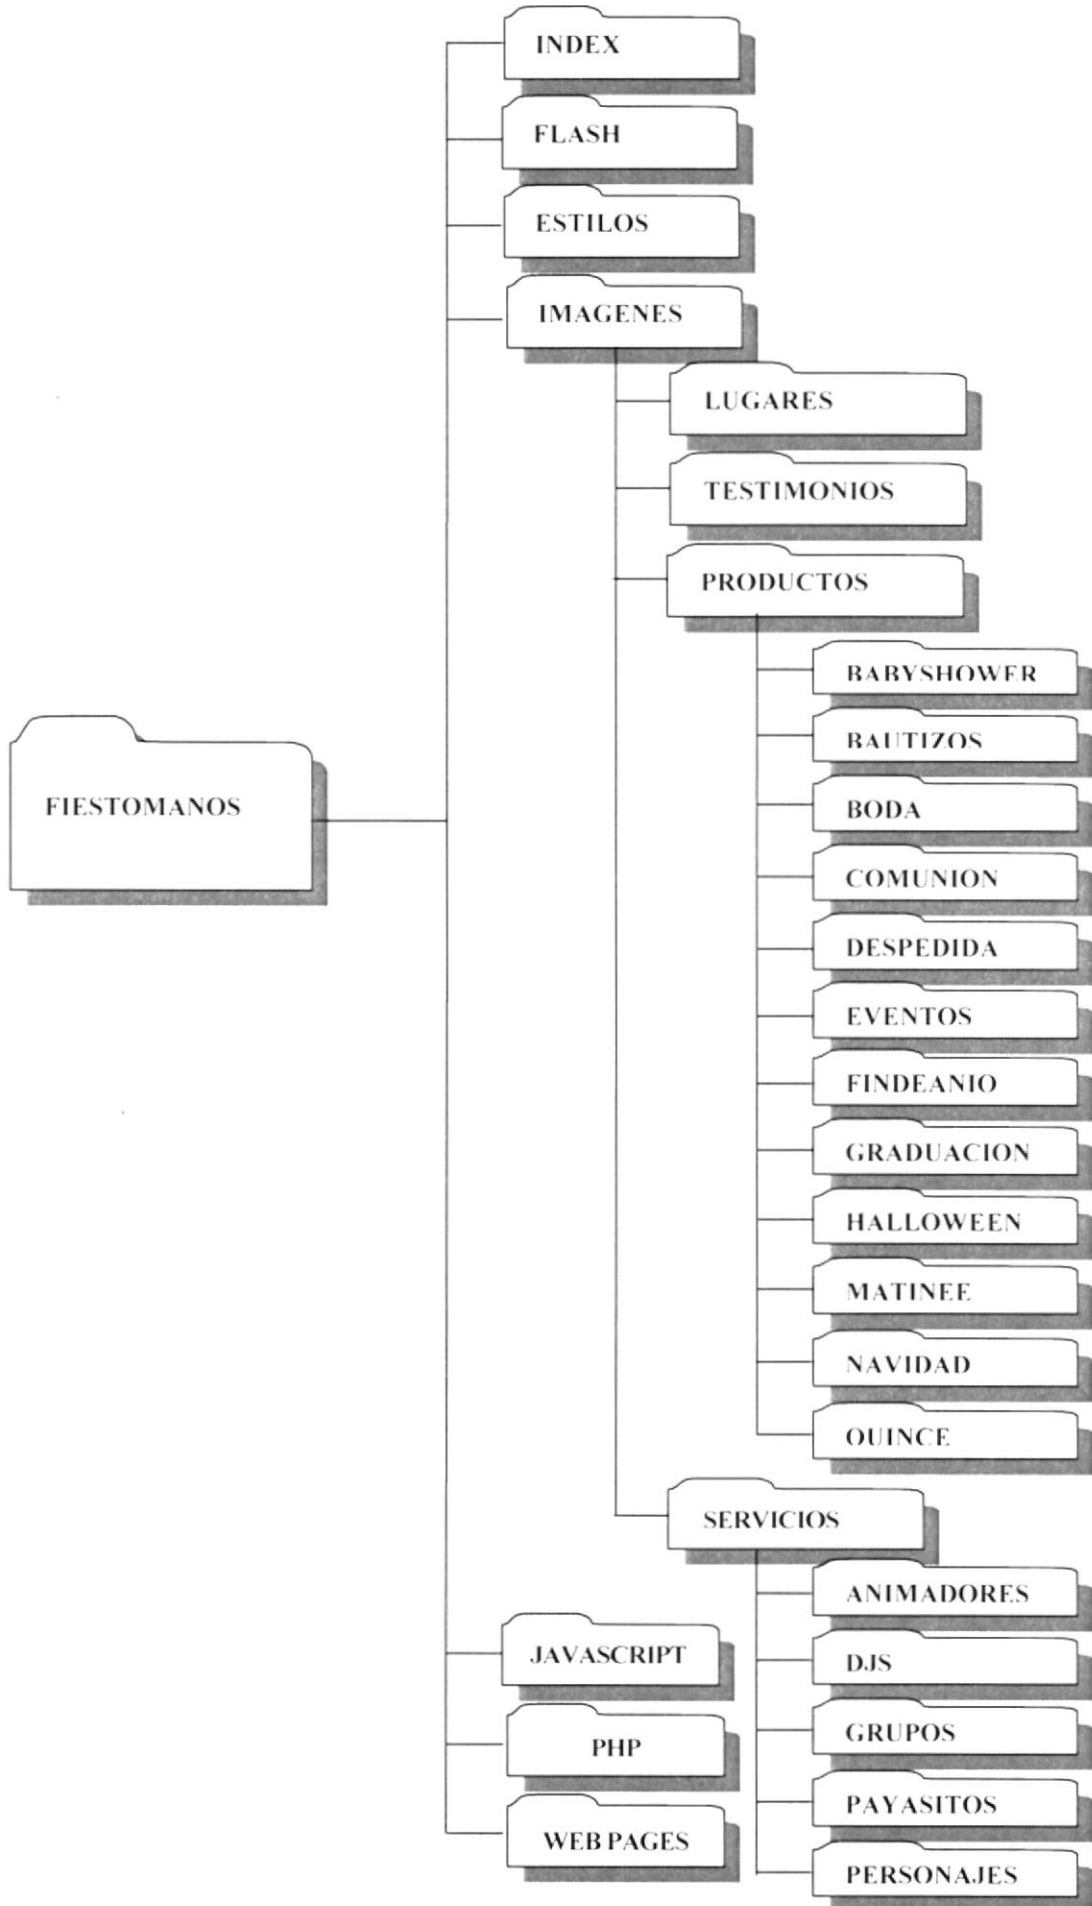 INDEX
FLASH
ESTILOS
IMAGENES
LUGARES
TESTIMONIOS
PRODUCTOS
BABYSHOWER
BAUTIZOS
FIESTOMANOS
BODA
COMUNION
DESPEDIDA
EVENTOS
FINDEANIO
GRADUACION
HALLOWEEN
MATINEE
NAVIDAD
QUINCE
SERVICIOS
ANIMADORES
JAVASCRIPT
DJS
GRUPOS
PHP
PAYASITOS
WEB PAGES
PERSONAJES